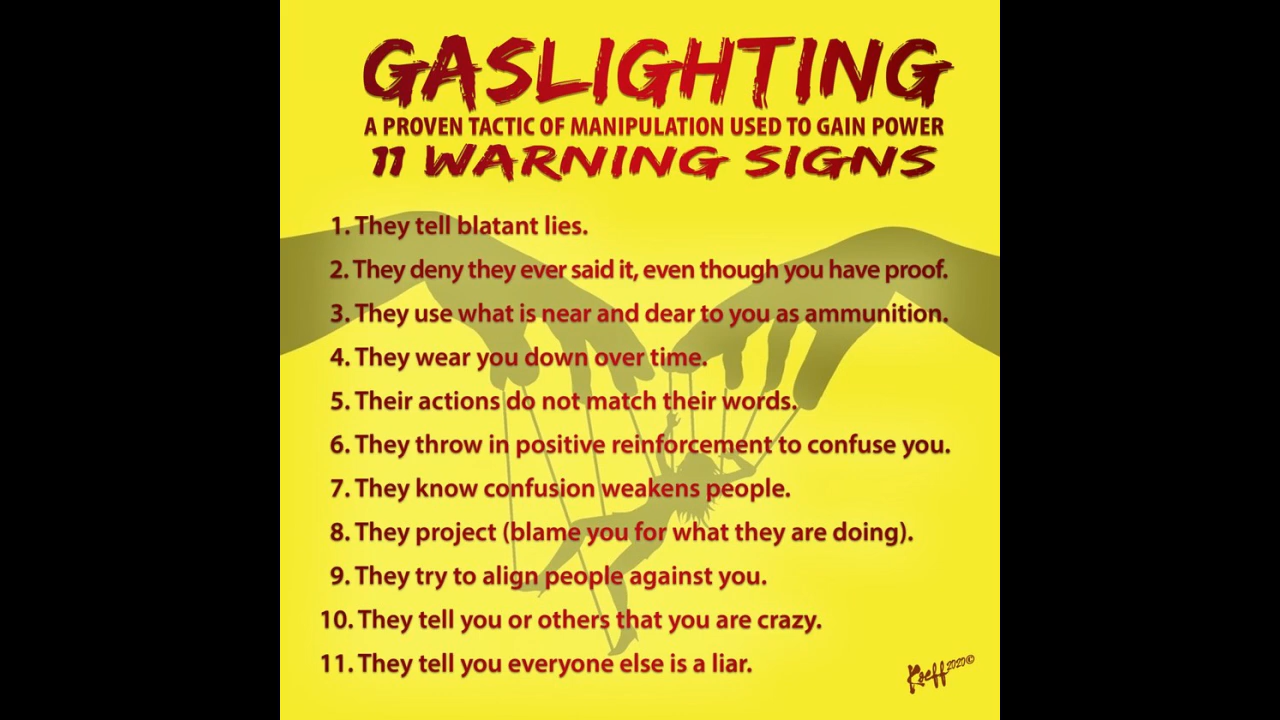 GASLIGHTING
A PROVEN TACTIC OF MANIPULATION USED TO GAIN POWER
11 WARNING SIGNS
1. They tell blatant lies.
2. They deny they ever said it, even though you have proof.
3. They use what is near and dear to you as ammunition.
4. They wear you down over time.
5. Their actions do not match their words.
6. They throw in positive reinforcement to confuse you.
7. They know confusion weakens people.
8. They project (blame you for what they are doing).
9. They try to align people against you.
10. They tell you or others that you are crazy.
11. They tell you everyone else is a liar.
2020©